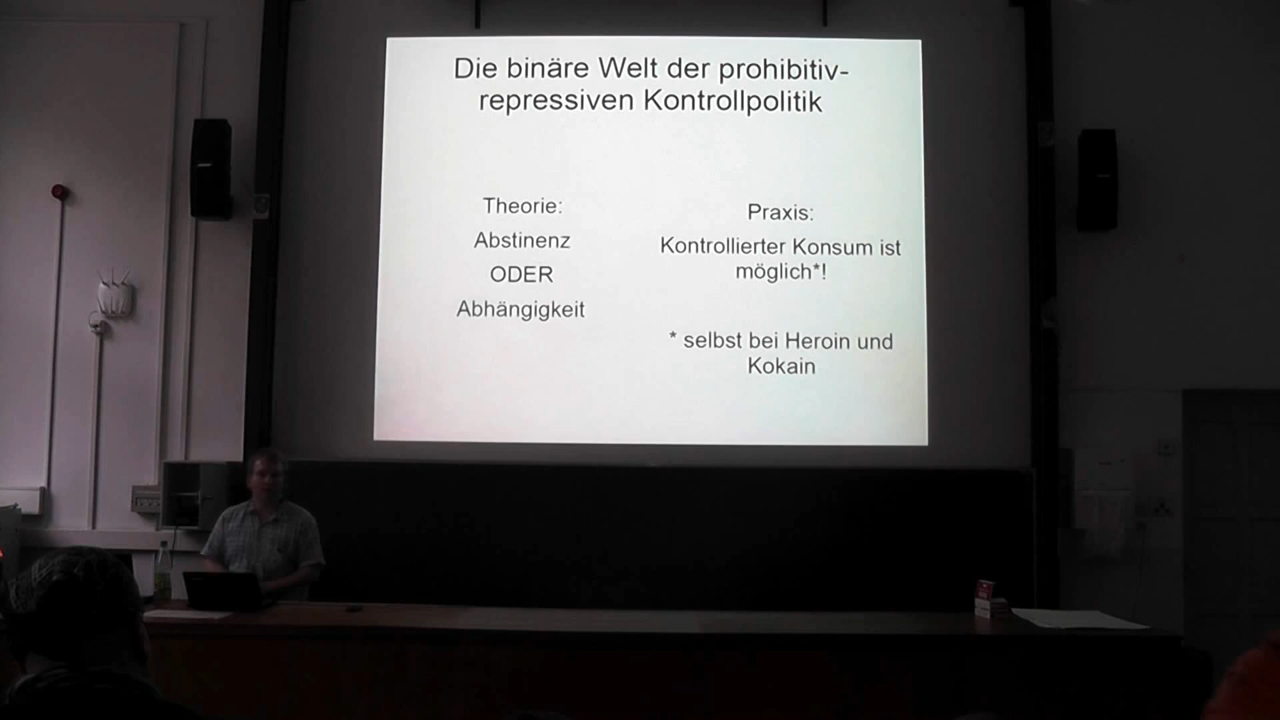 Die binäre Welt der prohibitiv-
repressiven Kontrollpolitik
Theorie:
Abstinenz
ODER
Abhängigkeit
Praxis:
Kontrollierter Konsum ist
möglich*!
* selbst bei Heroin und
Kokain